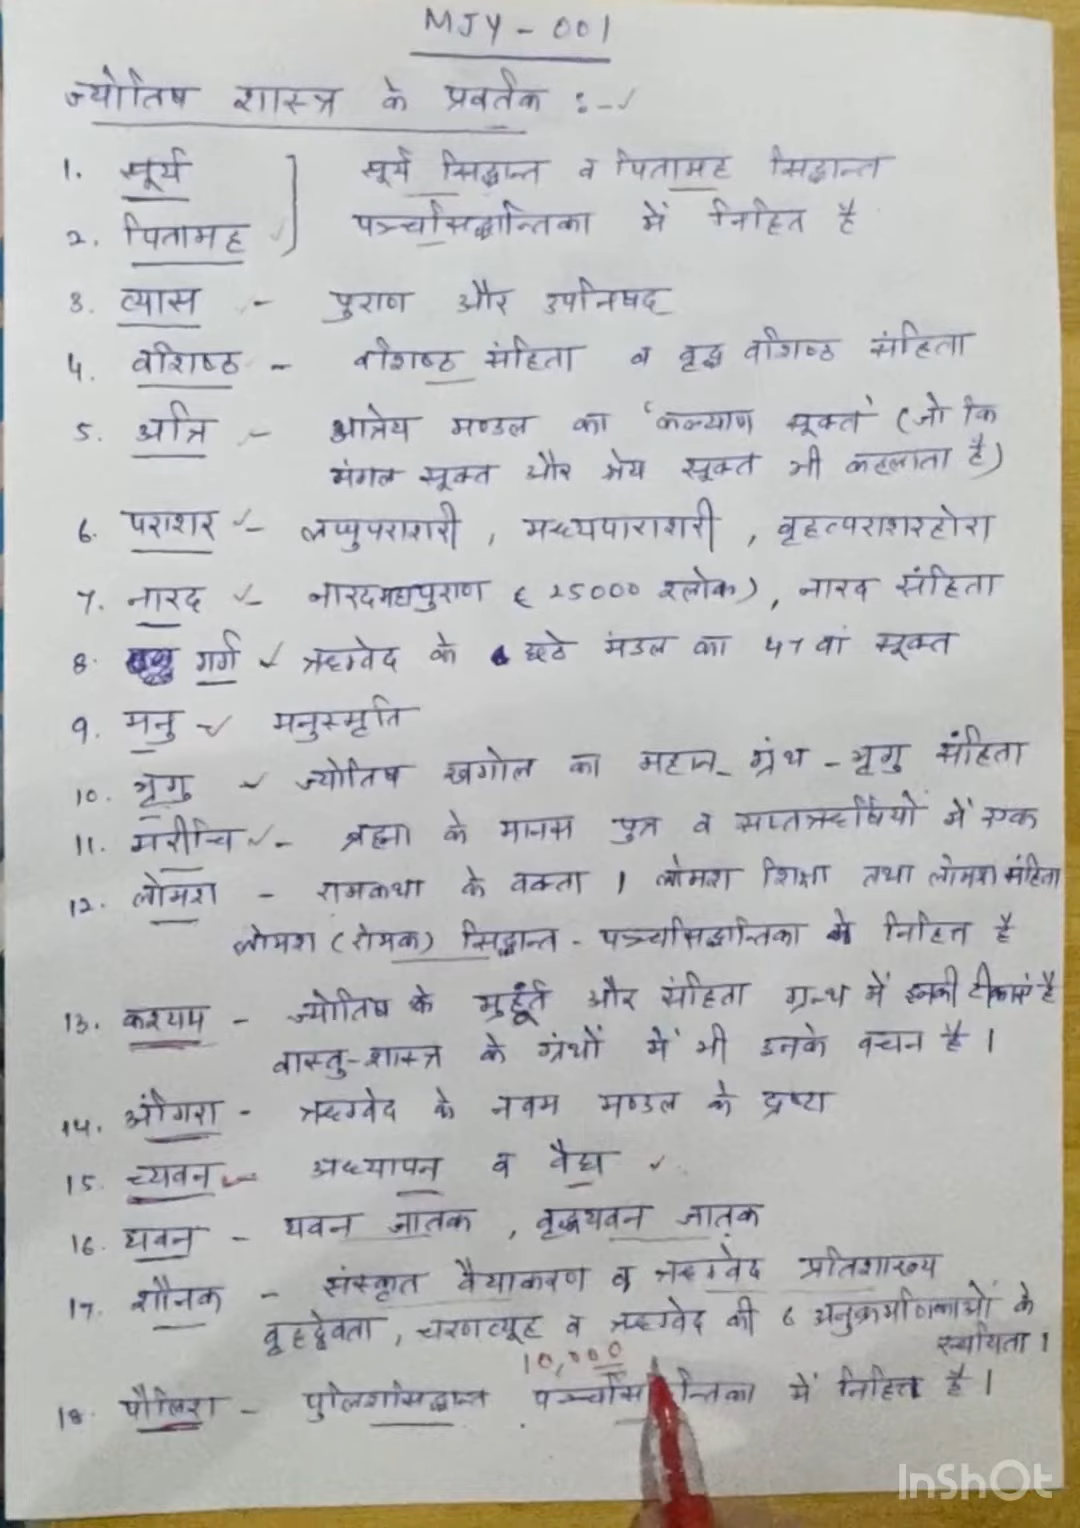 MJY - 001
ज्योतिष शास्त्र के प्रवर्तक :-
1. सूर्य सूर्य सिद्धान्त व पितामह सिद्धान्त
2. पितामह पञ्चसिद्धान्तिका में निहित है
3. व्यास - पुराण और उपनिषद
4. वशिष्ठ - वशिष्ठ संहिता व वृद्ध वशिष्ठ संहिता
5. अत्रि - आत्रेय मण्डल का 'कल्याण सूक्त' (जो कि
मंगल सूक्त और श्रेय सूक्त भी कहलाता है)
6. पराशर - लघुपराशरी, मध्यपाराशरी, वृहत्पराशरहोरा
7. नारद - नारदमहापुराण (25000 श्लोक), नारद संहिता
8. गर्ग - ऋग्वेद के छठे मंडल का 47 वां सूक्त
9. मनु - मनुस्मृति
10. भृगु - ज्योतिष खगोल का महान ग्रंथ - भृगु संहिता
11. मरीचि - ब्रह्मा के मानस पुत्र व सप्तऋर्षियों में एक
12. लोमश - रामकथा के वक्ता । लोमश शिक्षा तथा लोमश संहिता
लोमश (रोमक) सिद्धान्त - पञ्चसिद्धान्तिका में निहित है
13. कश्यप - ज्योतिष के मुहूर्त और संहिता ग्रन्थ में इनकी टीकाएं है
वास्तु-शास्त्र के ग्रंथों में भी उनके वचन है।
14. अंगिरा - ऋग्वेद के नवम मण्डल के द्रष्टा
15. च्यवन - अध्यापन व वैद्य
16. यवन - यवन जातक, वृद्धयवन जातक
17. शौनक - संस्कृत वैयाकरण व ऋग्वेद प्रतिशाख्य
वृहद्देवता, चरणव्यूह व ऋग्वेद की 6 अनुक्रमणिकाओं के
रचयिता।
10,000
18. पौलिश - पुलिशसिद्धान्त पञ्चसिन्तिका में निहित है।
InShOt